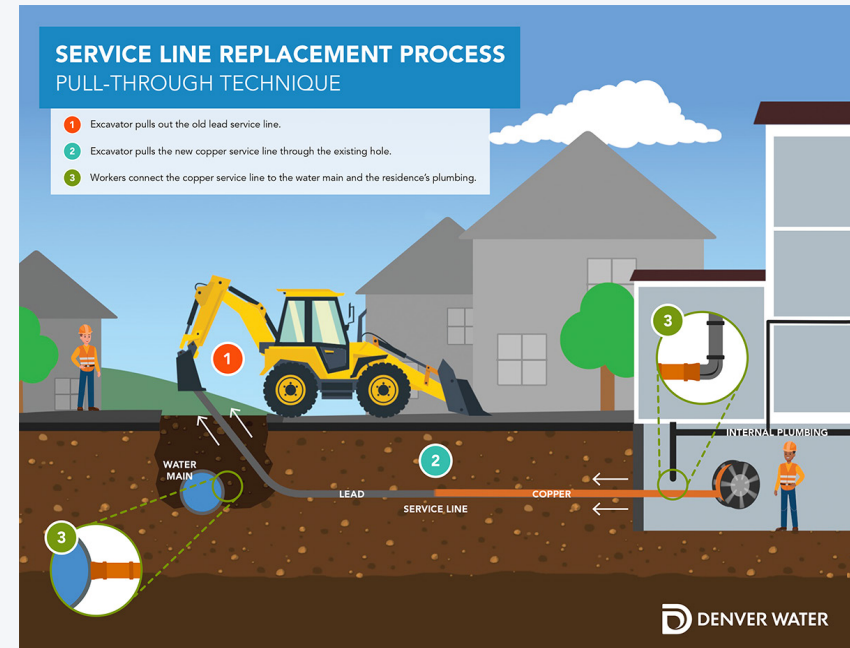 SERVICE LINE REPLACEMENT PROCESS
PULL-THROUGH TECHNIQUE
1 Excavator pulls out the old lead service line.
2 Excavator pulls the new copper service line through the existing hole.
3 Workers connect the copper service line to the water main and the residence's plumbing.
3
1
INTERNAL PLUMBING
2
WATER
MAIN
LEAD
COPPER
SERVICE LINE
3
DENVER WATER